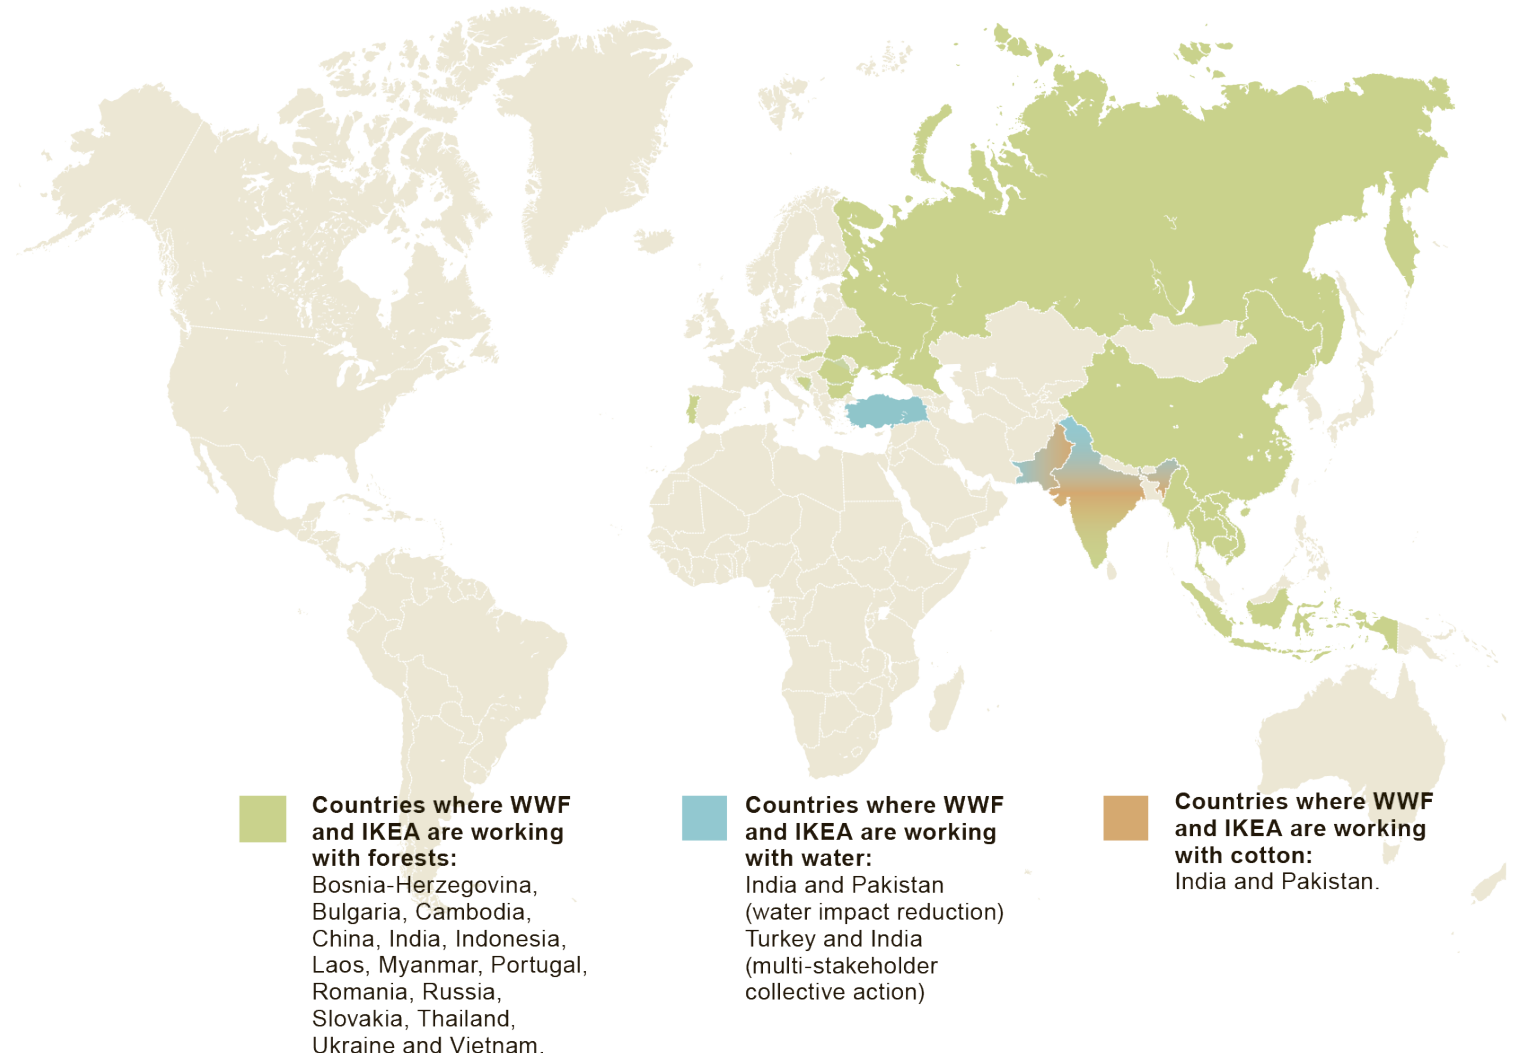 Countries where WWF
and IKEA are working
with forests:
Bosnia-Herzegovina,
Bulgaria, Cambodia,
China, India, Indonesia,
Laos, Myanmar, Portugal,
Romania, Russia,
Slovakia, Thailand,
Ukraine and Vietnam.
Countries where WWF
and IKEA are working
with water:
India and Pakistan
(water impact reduction)
Turkey and India
(multi-stakeholder
collective action)
Countries where WWF
and IKEA are working
with cotton:
India and Pakistan.